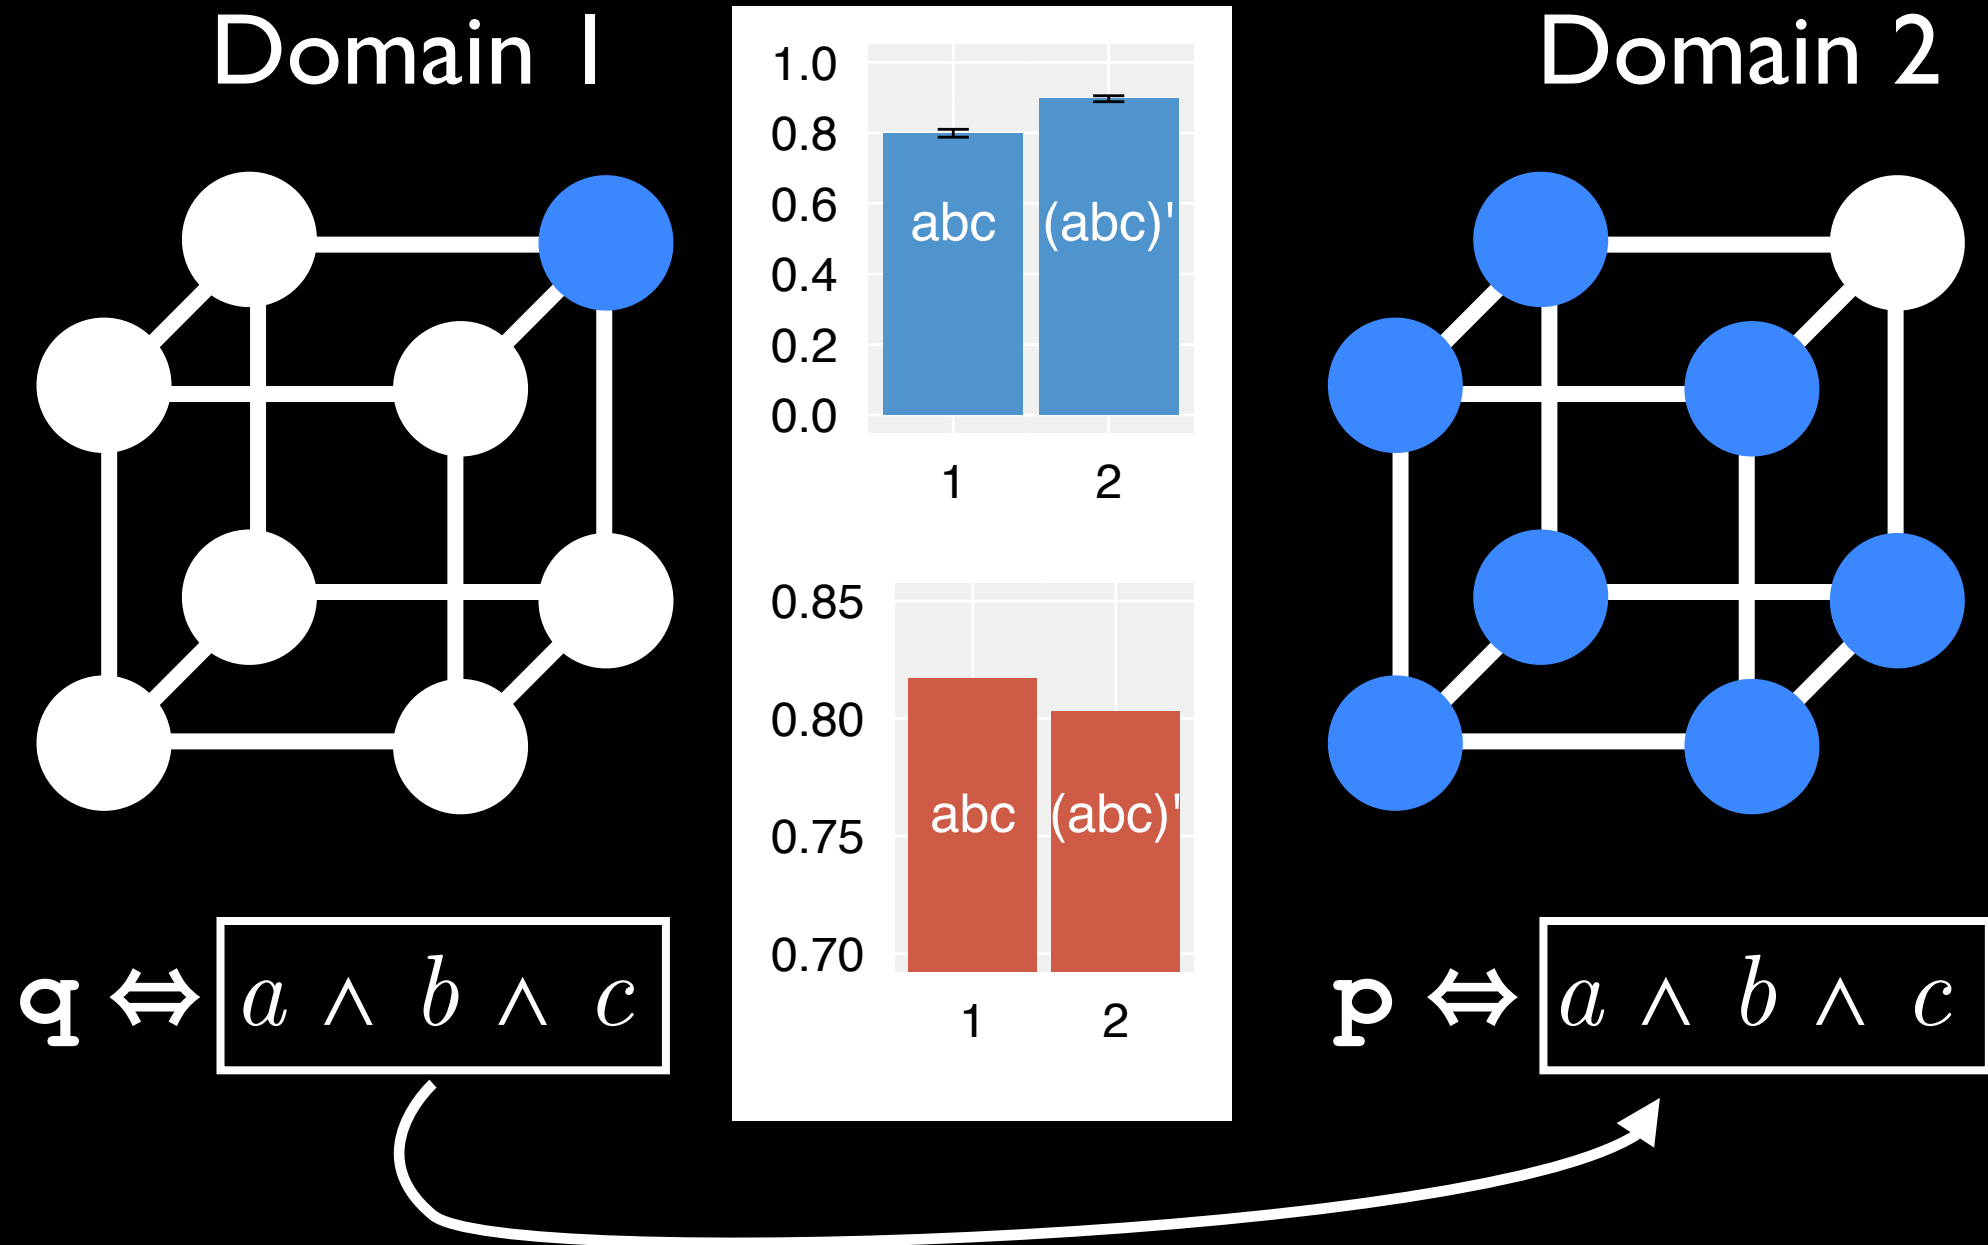 Domain 1
1.0
0.8
0.6
0.4
0.2
0.0
abc (abc)'
1 2
0.85
0.80
0.75
0.70
abc (abc)'
1 2
Domain 2
q ⇔ a ∧ b ∧ c
p ⇔ a ∧ b ∧ c